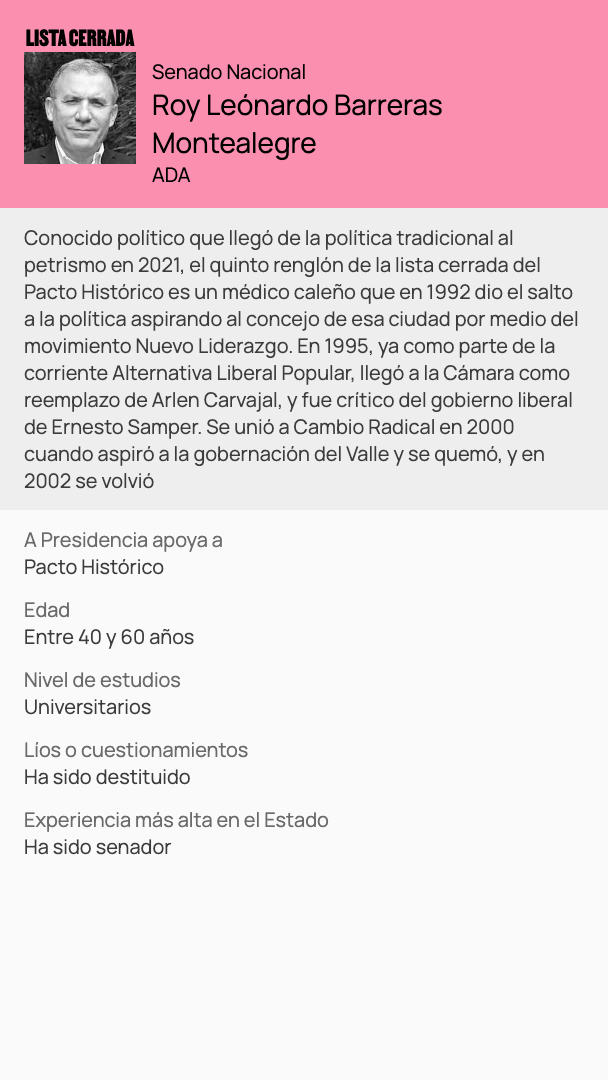 LISTA CERRADA
Senado Nacional
Roy Leónardo Barreras
Montealegre
ADA
Conocido político que llegó de la política tradicional al
petrismo en 2021, el quinto renglón de la lista cerrada del
Pacto Histórico es un médico caleño que en 1992 dio el salto
a la política aspirando al concejo de esa ciudad por medio del
movimiento Nuevo Liderazgo. En 1995, ya como parte de la
corriente Alternativa Liberal Popular, llegó a la Cámara como
reemplazo de Arlen Carvajal, y fue crítico del gobierno liberal
de Ernesto Samper. Se unió a Cambio Radical en 2000
cuando aspiró a la gobernación del Valle y se quemó, y en
2002 se volvió
A Presidencia apoya a
Pacto Histórico
Edad
Entre 40 y 60 años
Nivel de estudios
Universitarios
Líos o cuestionamientos
Ha sido destituido
Experiencia más alta en el Estado
Ha sido senador